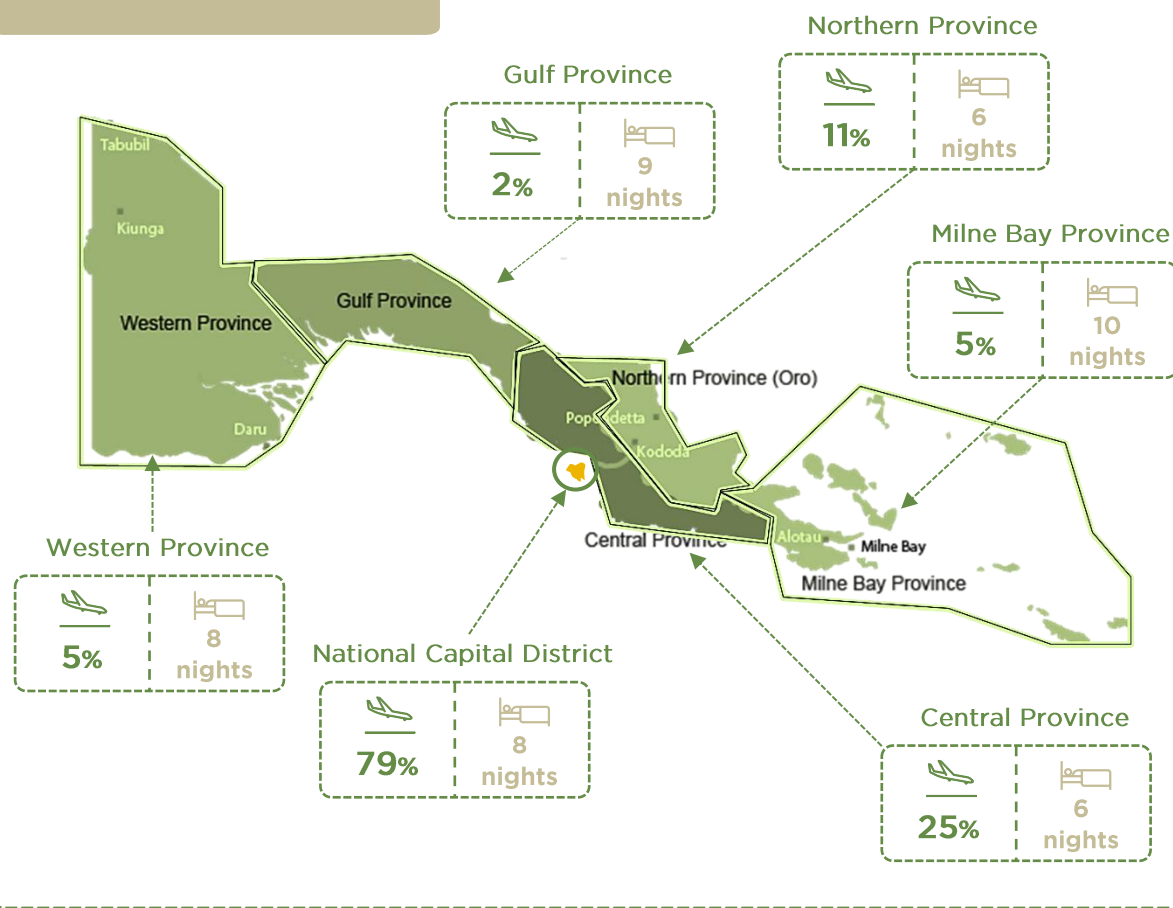 Northern Province
11%
6
nights
Gulf Province
2%
9
nights
Milne Bay Province
5%
10
nights
Tabubil
Kiunga
Western Province
Gulf Province
Northern Province (Oro)
Popondetta
Kododa
Daru
Central Province
Alotau
Milne Bay
Milne Bay Province
Western Province
5%
8
nights
National Capital District
79%
8
nights
Central Province
25%
6
nights